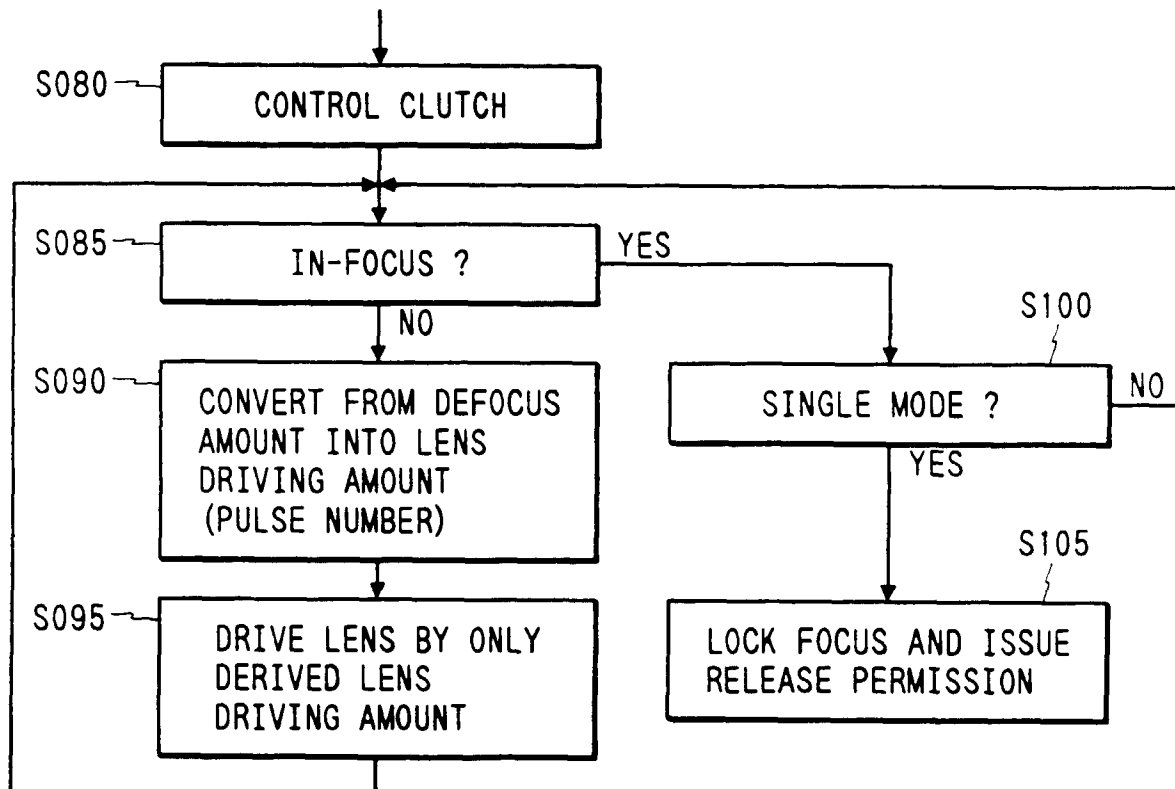 S080
CONTROL CLUTCH
S085
IN-FOCUS ?
YES
NO
S090
CONVERT FROM DEFOCUS
AMOUNT INTO LENS
DRIVING AMOUNT
(PULSE NUMBER)
S095
DRIVE LENS BY ONLY
DERIVED LENS
DRIVING AMOUNT
S100
SINGLE MODE ?
NO
YES
S105
LOCK FOCUS AND ISSUE
RELEASE PERMISSION